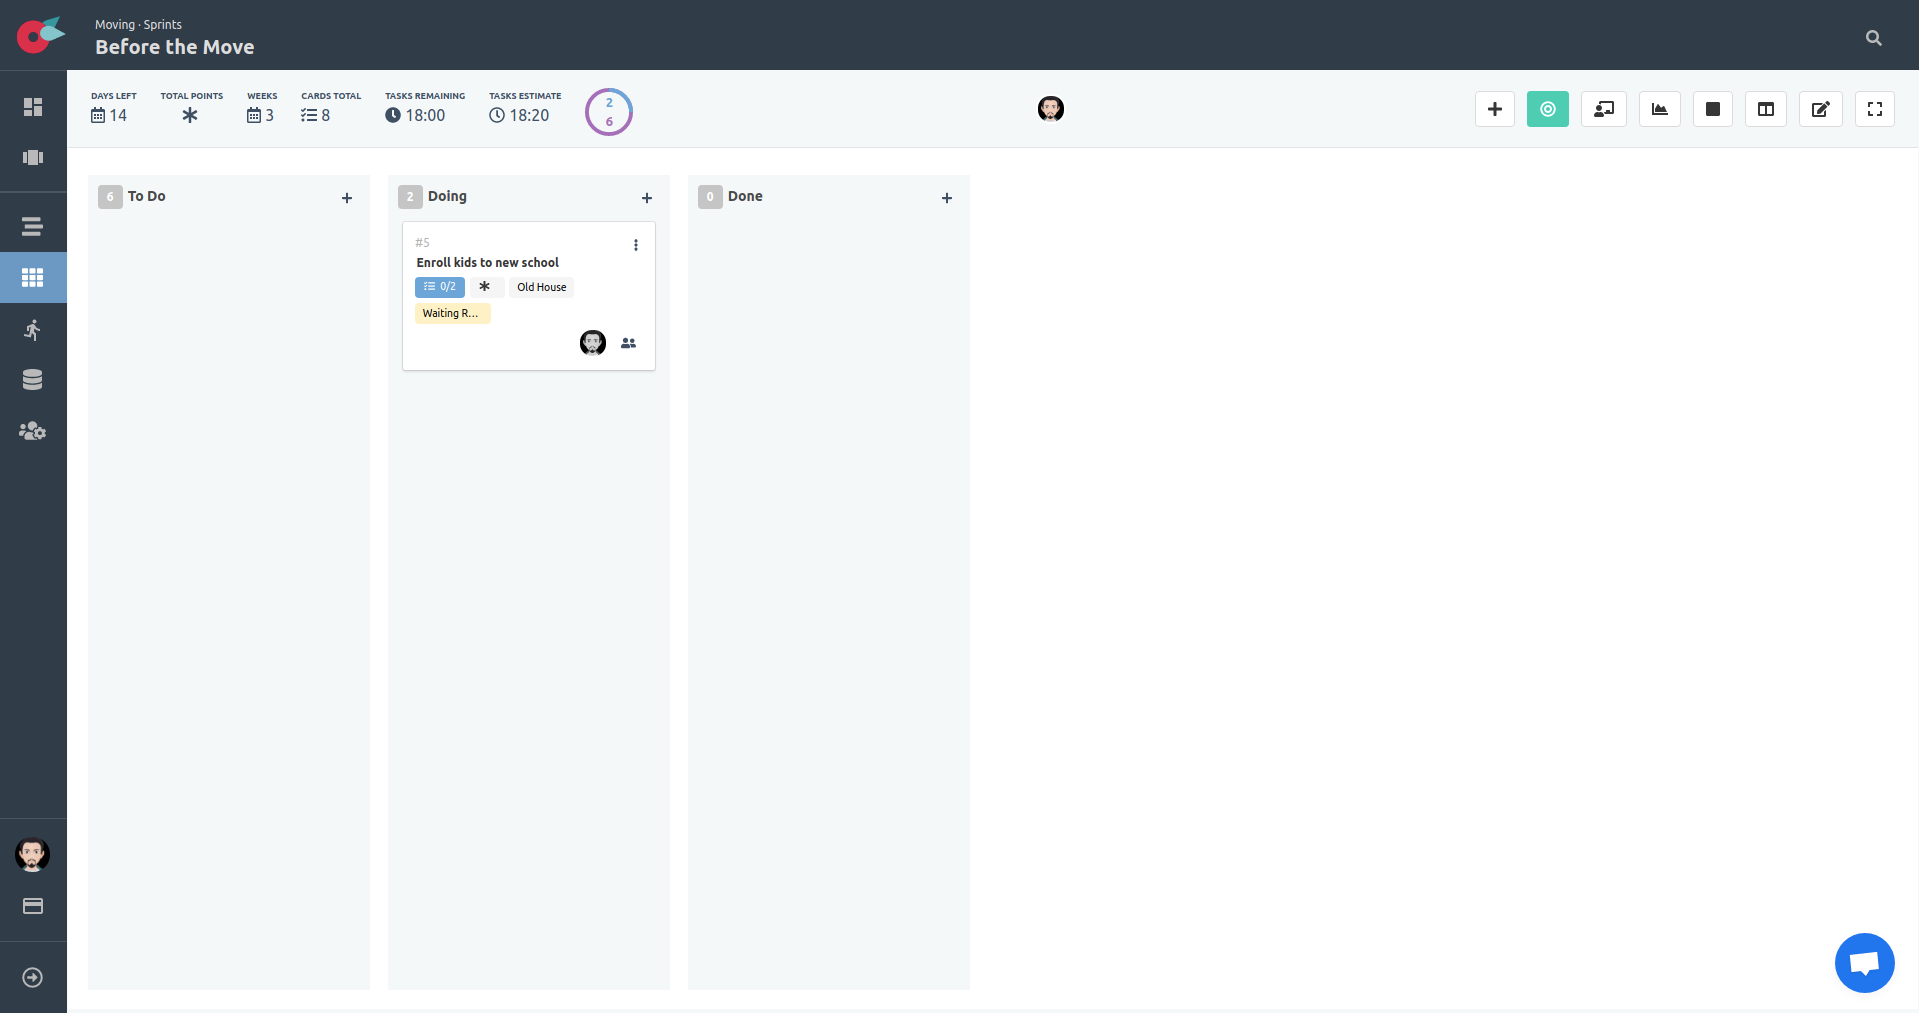 Moving · Sprints
Before the Move
DAYS LEFT
14
TOTAL POINTS
WEEKS
3
CARDS TOTAL
8
TASKS REMAINING
18:00
TASKS ESTIMATE
18:20
2
6
6 To Do
2 Doing
0 Done
#5
Enroll kids to new school
0/2
Old House
Waiting R...